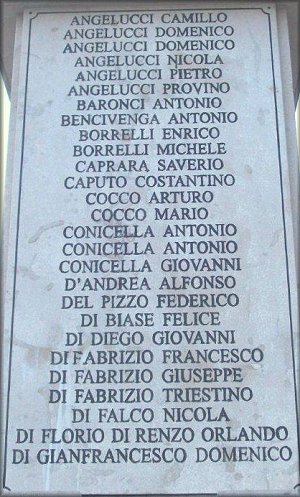 ANGELUCCI CAMILLO
ANGELUCCI DOMENICO
ANGELUCCI DOMENICO
ANGELUCCI NICOLA
ANGELUCCI PIETRO
ANGELUCCI PROVINO
BARONCI ANTONIO
BENCIVENGA ANTONIO
BORRELLI ENRICO
BORRELLI MICHELE
CAPRARA SAVERIO
CAPUTO COSTANTINO
COCCO ARTURO
COCCO MARIO
CONICELLA ANTONIO
CONICELLA ANTONIO
CONICELLA GIOVANNI
D'ANDREA ALFONSO
DEL PIZZO FEDERICO
DI BIASE FELICE
DI DIEGO GIOVANNI
DI FABRIZIO FRANCESCO
DI FABRIZIO GIUSEPPE
DI FABRIZIO TRIESTINO
DI FALCO NICOLA
DI FLORIO DI RENZO ORLANDO
DI GIANFRANCESCO DOMENICO